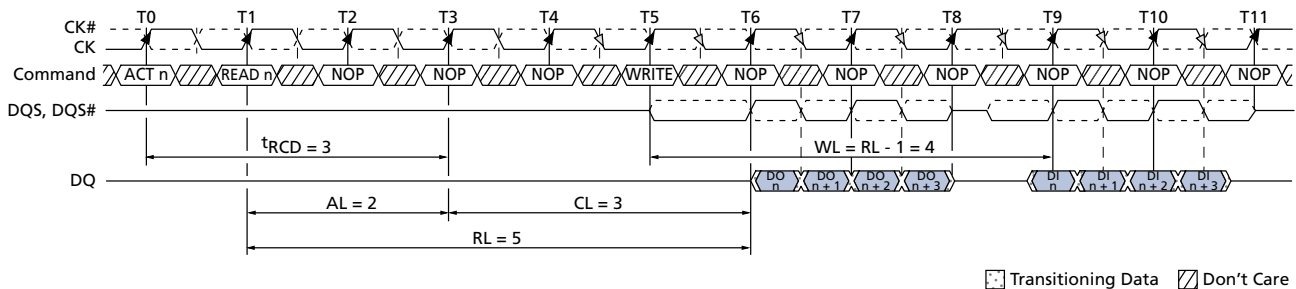 T0 T1 T2 T3 T4 T5 T6 T7 T8 T9 T10 T11
CK#
CK
Command ACT n READ n NOP NOP NOP WRITE NOP NOP NOP NOP NOP NOP
DQS, DQS#
tRCD = 3 WL = RL - 1 = 4
DQ DO n DO n + 1 DO n + 2 DO n + 3 DI n DI n + 1 DI n + 2 DI n + 3
AL = 2 CL = 3
RL = 5
Transitioning Data Don't Care